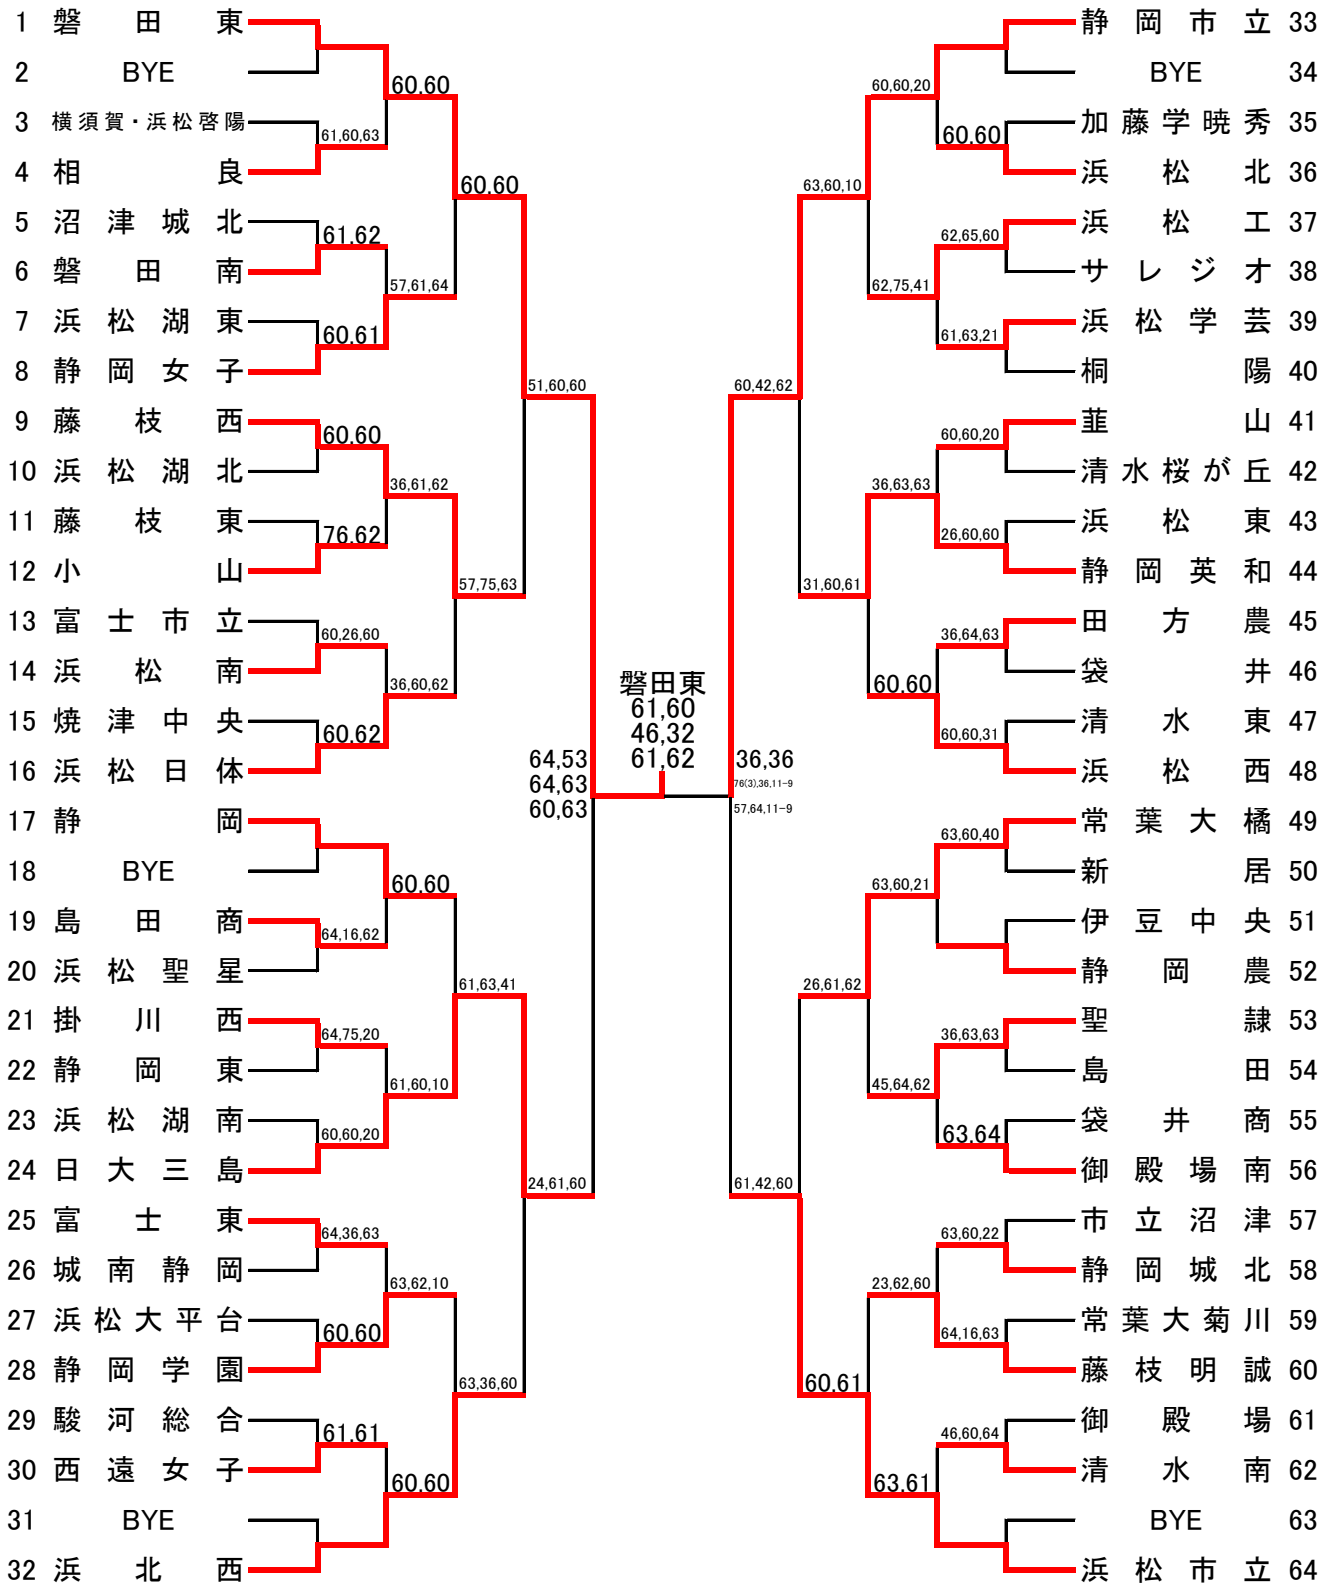 1 磐田東
2 BYE
60,60
3 横須賀・浜松啓陽
61,60,63
4 相良
60,60
5 沼津城北
61,62
6 磐田南
57,61,64
7 浜松湖東
60,61
8 静岡女子
51,60,60
9 藤枝西
60,60
10 浜松湖北
36,61,62
11 藤枝東
76,62
12 小山
57,75,63
13 富士市立
60,26,60
14 浜松南
36,60,62
15 焼津中央
60,62
16 浜松日体
64,53
64,63
60,63
17 静岡
18 BYE
60,60
19 島田商
64,16,62
20 浜松聖星
61,63,41
21 掛川西
64,75,20
22 静岡東
61,60,10
23 浜松湖南
60,60,20
24 日大三島
24,61,60
25 富士東
64,36,63
26 城南静岡
63,62,10
27 浜松大平台
60,60
28 静岡学園
63,36,60
29 駿河総合
61,61
30 西遠女子
60,60
31 BYE
32 浜北西
磐田東
61,60
46,32
61,62
静岡市立 33
BYE 34
60,60,20
加藤学暁秀 35
60,60
浜松北 36
63,60,10
浜松工 37
62,65,60
サレジオ 38
62,75,41
浜松学芸 39
61,63,21
桐陽 40
60,42,62
韮山 41
60,60,20
清水桜が丘 42
36,63,63
浜松東 43
26,60,60
静岡英和 44
31,60,61
田方農 45
36,64,63
袋井 46
60,60
清水東 47
60,60,31
浜松西 48
36,36
76(3),36,11-9
57,64,11-9
常葉大橘 49
63,60,40
新居 50
63,60,21
伊豆中央 51
静岡農 52
26,61,62
聖隷 53
36,63,63
島田 54
45,64,62
袋井商 55
63,64
御殿場南 56
61,42,60
市立沼津 57
63,60,22
静岡城北 58
23,62,60
常葉大菊川 59
64,16,63
藤枝明誠 60
60,61
御殿場 61
46,60,64
清水南 62
63,61
BYE 63
浜松市立 64